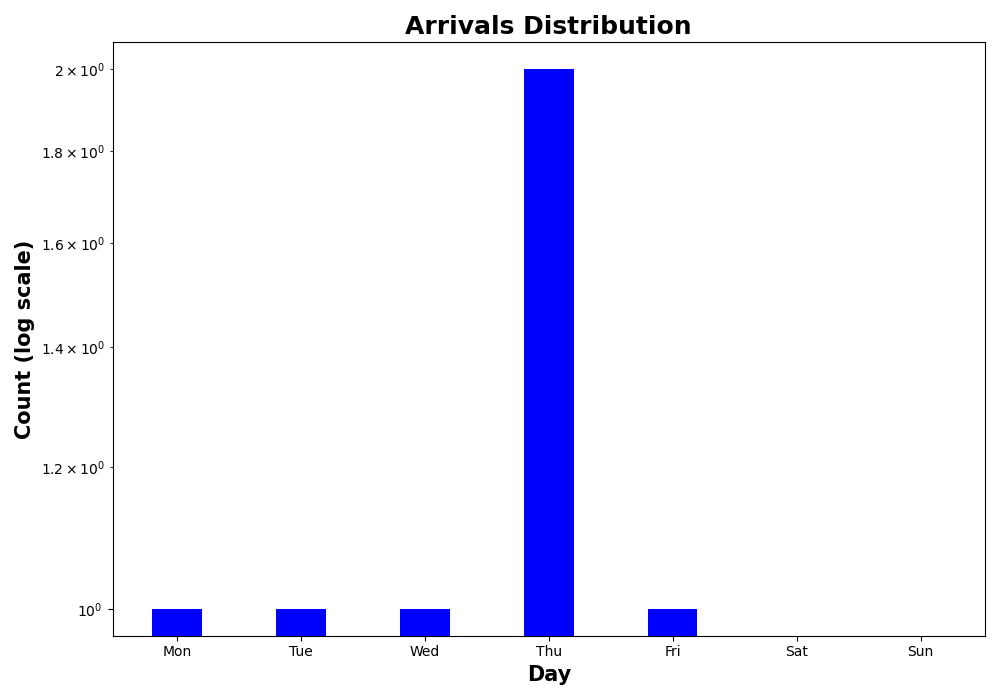 Arrivals Distribution
Count (log scale)
2 × 10⁰
1.8 × 10⁰
1.6 × 10⁰
1.4 × 10⁰
1.2 × 10⁰
10⁰
Mon Tue Wed Thu Fri Sat Sun
Day